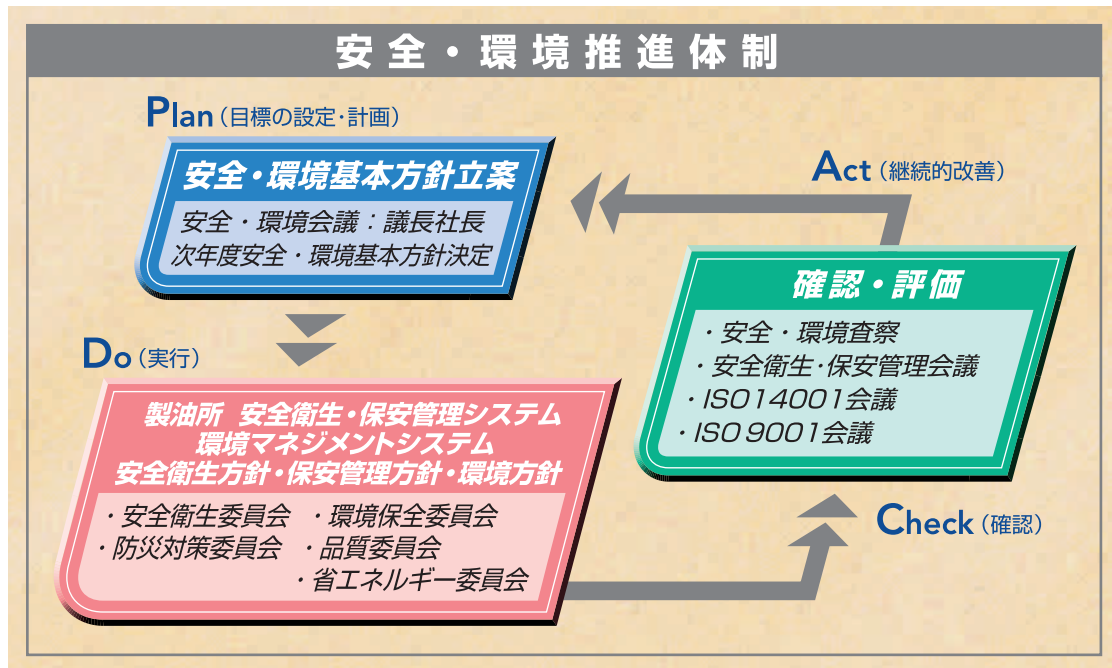 安全・環境推進体制
Plan（目標の設定・計画）
安全・環境基本方針立案
安全・環境会議：議長社長
次年度安全・環境基本方針決定
Do（実行）
製油所 安全衛生・保安管理システム
環境マネジメントシステム
安全衛生方針・保安管理方針・環境方針
・安全衛生委員会 ・環境保全委員会
・防災対策委員会 ・品質委員会
・省エネルギー委員会
Check（確認）
確認・評価
・安全・環境査察
・安全衛生・保安管理会議
・ISO14001会議
・ISO9001会議
Act（継続的改善）